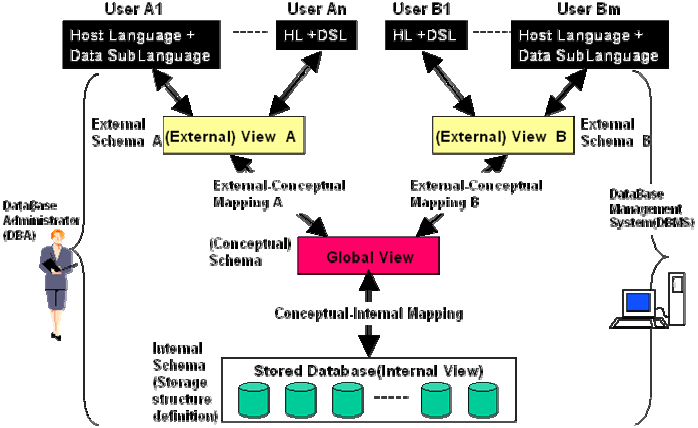 User A1
User An
User B1
User Bm
Host Language +
Data SubLanguage
HL +DSL
HL +DSL
Host Language +
Data SubLanguage
External
Schema A
(External) View A
(External) View B
External
Schema B
External-Conceptual
Mapping A
External-Conceptual
Mapping B
DataBase
Administrator
(DBA)
DataBase
Management
System(DBMS)
(Conceptual)
Schema
Global View
Conceptual-Internal Mapping
Internal
Schema
(Storage
structure
definition)
Stored Database(Internal View)